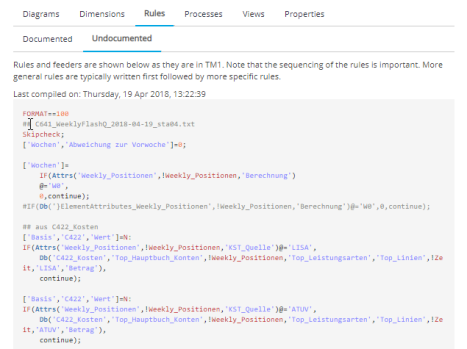 Diagrams Dimensions Rules Processes Views Properties
Documented Undocumented
Rules and feeders are shown below as they are in TM1. Note that the sequencing of the rules is important. More
general rules are typically written first followed by more specific rules.
Last compiled on: Thursday, 19 Apr 2018, 13:22:39
FORMAT==100
## C641_WeeklyFlashQ_2018-04-19_sta04.txt
Skipcheck;
['Wochen','Abweichung zur Vorwoche']=0;
['Wochen']=
IF(Attrs('Weekly_Positionen',!Weekly_Positionen,'Berechnung')
@='W0',
0,continue);
#IF(Db('}ElementAttributes_Weekly_Positionen',!Weekly_Positionen,'Berechnung')@='W0',0,continue);
## aus C422_Kosten
['Basis','C422','Wert']=N:
IF(Attrs('Weekly_Positionen',!Weekly_Positionen,'KST_Quelle')@='LISA',
Db('C422_Kosten','Top_Hauptbuch_Konten',!Weekly_Positionen,'Top_Leistungsarten','Top_Linien',!Ze
it,'LISA','Betrag'),
continue);
['Basis','C422','Wert']=N:
IF(Attrs('Weekly_Positionen',!Weekly_Positionen,'KST_Quelle')@='ATUV',
Db('C422_Kosten','Top_Hauptbuch_Konten',!Weekly_Positionen,'Top_Leistungsarten','Top_Linien',!Ze
it,'ATUV','Betrag'),
continue);